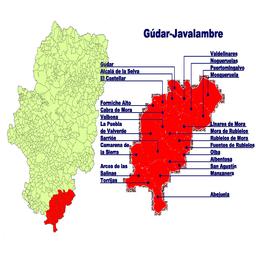 Gúdar-Javalambre
Valdelinares
Nogueruelas
Puertomingalvo
Mosqueruela
Gúdar
Alcalá de la Selva
El Castellar
Formiche Alto
Cabra de Mora
Valbona
La Puebla
de Valverde
Sarrión
Camarena de
la Sierra
Arcos de las
Salinas
Torrijas
Linares de Mora
Mora de Rubielos
Rubielos de Mora
Fuentes de Rubielos
Olba
Albentosa
San Agustín
Manzanera
Abejuela